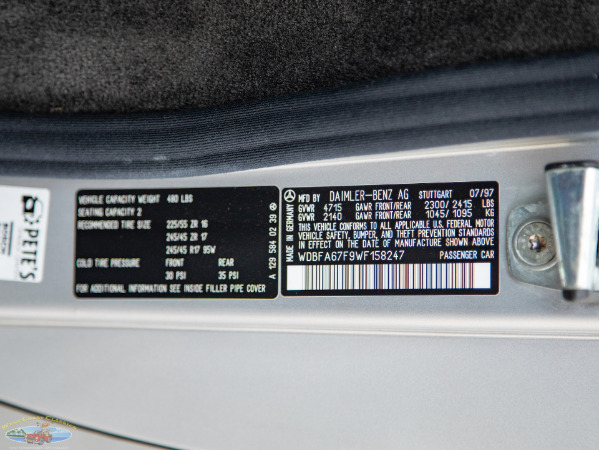 PETE'S
VEHICLE CAPACITY WEIGHT 480 LBS
SEATING CAPACITY 2
RECOMMENDED TIRE SIZE 225/55 ZR 16
245/45 ZR 17
245/45 R17 95W
COLD TIRE PRESSURE FRONT REAR
30 PSI 35 PSI
FOR ADDITIONAL INFORMATION SEE INSIDE FILLER PIPE COVER
A 129 584 02 39
MADE IN GERMANY
MFG BY DAIMLER-BENZ AG STUTTGART 07/97
GVWR 4715 GAWR FRONT/REAR 2300/2415 LBS
GVWR 2140 GAWR FRONT/REAR 1045/1095 KG
THIS VEHICLE CONFORMS TO ALL APPLICABLE U.S. FEDERAL MOTOR
VEHICLE SAFETY, BUMPER, AND THEFT PREVENTION STANDARDS
IN EFFECT ON THE DATE OF MANUFACTURE SHOWN ABOVE.
WDBFA67F9WF158247 PASSENGER CAR